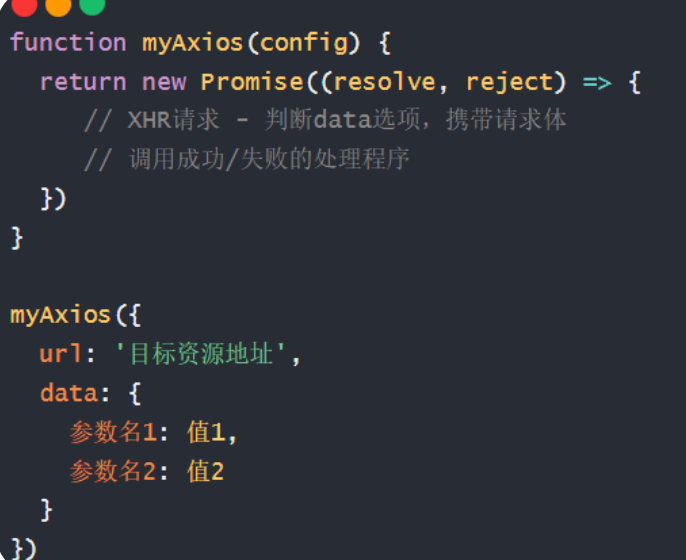 function myAxios(config) {
  return new Promise((resolve, reject) => {
    // XHR请求 - 判断data选项，携带请求体
    // 调用成功/失败的处理程序
  })
}

myAxios({
  url: '目标资源地址',
  data: {
    参数名1: 值1,
    参数名2: 值2
  }
})